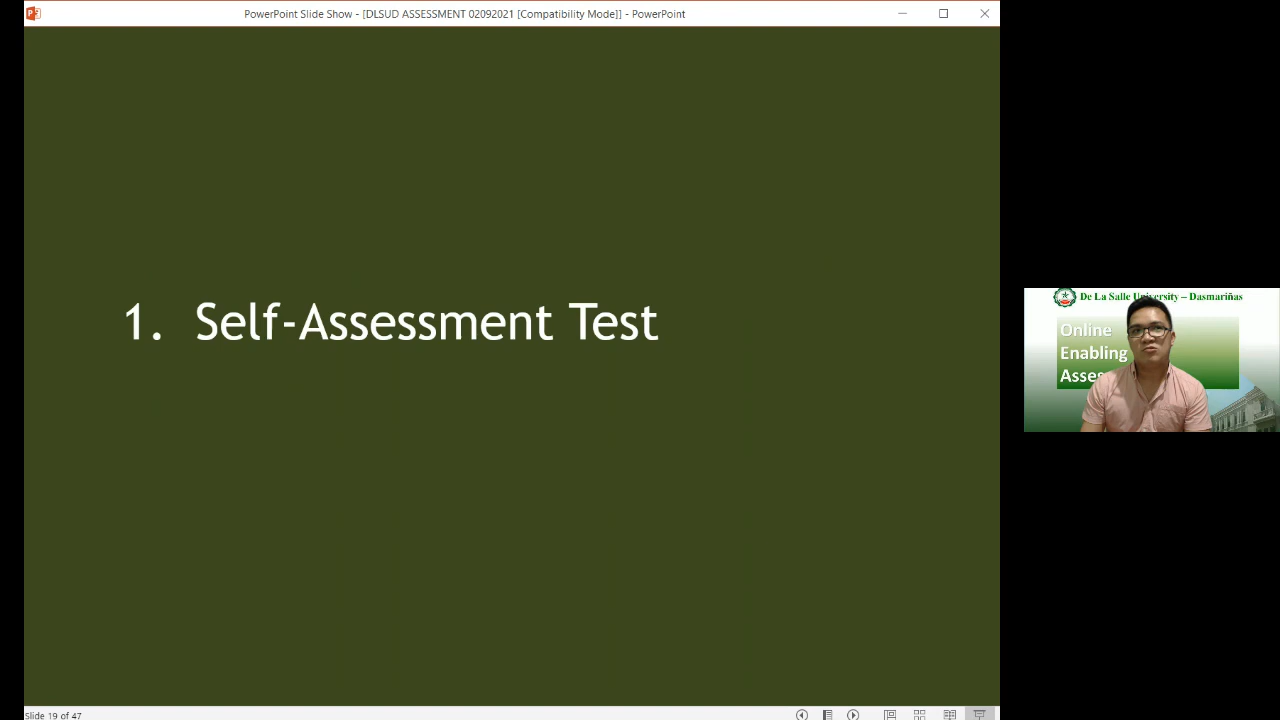 PowerPoint Slide Show - [DLSUD ASSESSMENT 02092021 [Compatibility Mode]] - PowerPoint
1. Self-Assessment Test
De La Salle University – Dasmariñas
Online
Enabling
Asses
Slide 19 of 47